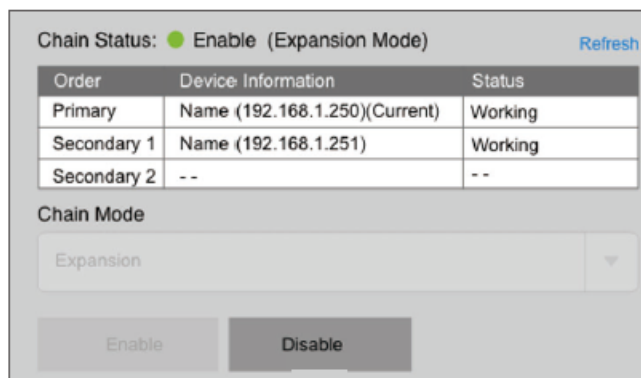 Chain Status: Enable (Expansion Mode) Refresh
Order Device Information Status
Primary Name (192.168.1.250)(Current) Working
Secondary 1 Name (192.168.1.251) Working
Secondary 2 -- --
Chain Mode
Expansion
Enable Disable